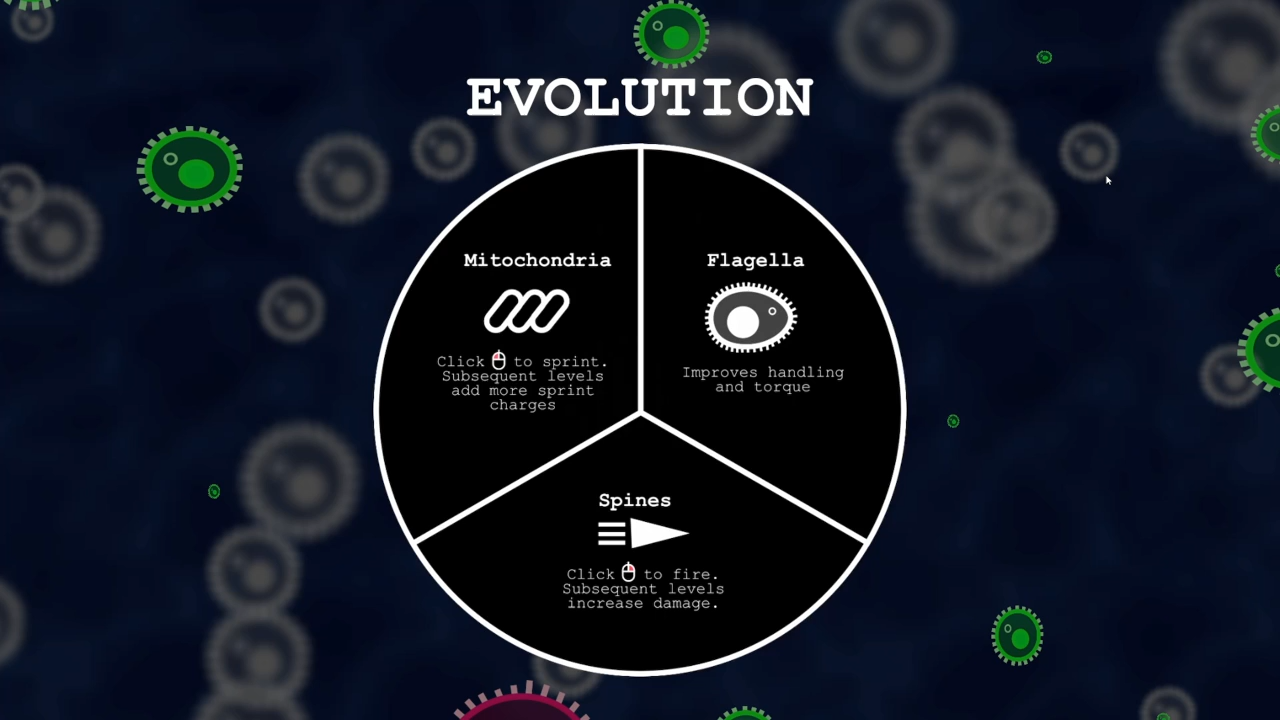 EVOLUTION
Mitochondria
Click to sprint.
Subsequent levels
add more sprint
charges
Flagella
Improves handling
and torque
Spines
Click to fire.
Subsequent levels
increase damage.